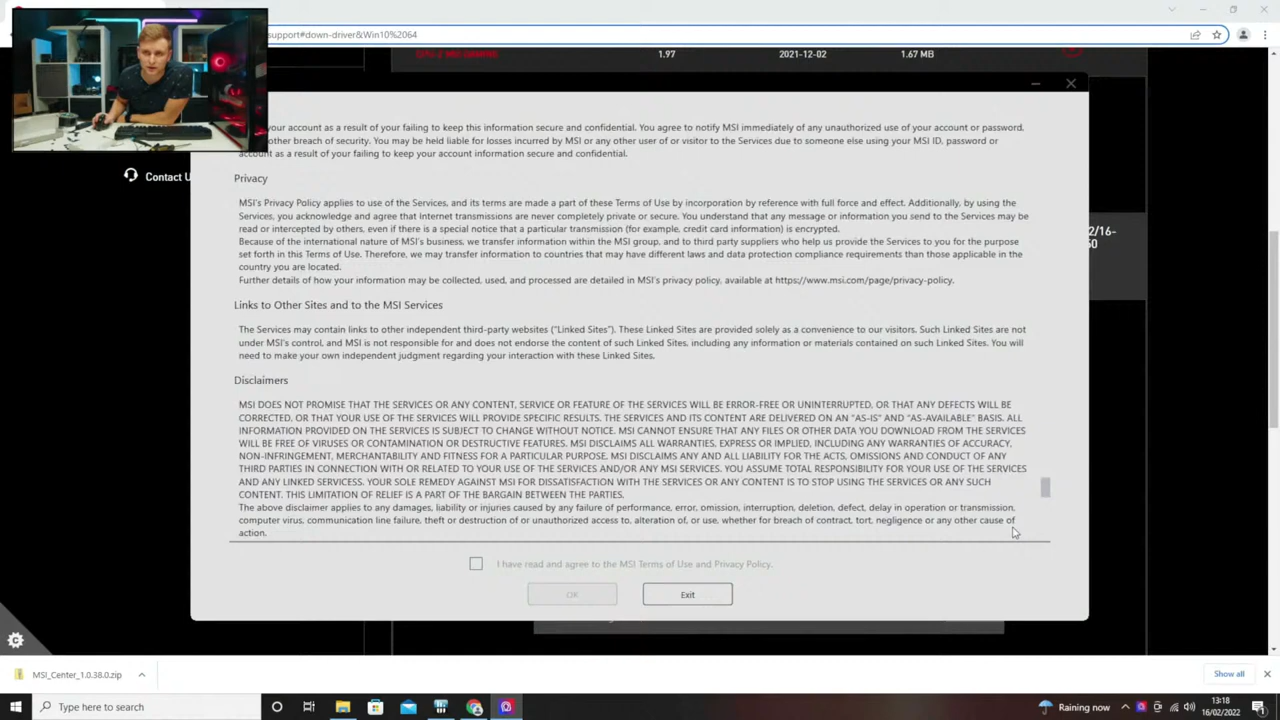 support#down-driver&Win10%2064
1.97
2021-12-02
1.67 MB
your account as a result of your failing to keep this information secure and confidential. You agree to notify MSI immediately of any unauthorized use of your account or password.
other breach of security. You may be held liable for losses incurred by MSI or any other user of or visitor to the Services due to someone else using your MSI ID, password or
account as a result of your failing to keep your account information secure and confidential.
Contact U
Privacy
MSI's Privacy Policy applies to use of the Services, and its terms are made a part of these Terms of Use by incorporation by reference with full force and effect. Additionally, by using the
Services, you acknowledge and agree that Internet transmissions are never completely private or secure. You understand that any message or information you send to the Services may be
read or intercepted by others, even if there is a special notice that a particular transmission (for example, credit card information) is encrypted.
Because of the international nature of MSI's business, we transfer information within the MSI group, and to third party suppliers who help us provide the Services to you for the purpose
set forth in this Terms of Use. Therefore, we may transfer information to countries that may have different laws and data protection compliance requirements than those applicable in the
country you are located.
Further details of how your information may be collected, used, and processed are detailed in MSI's privacy policy, available at https://www.msi.com/page/privacy-policy.
2/16-
50
Links to Other Sites and to the MSI Services
The Services may contain links to other independent third-party websites ("Linked Sites"). These Linked Sites are provided solely as a convenience to our visitors. Such Linked Sites are not
under MSI's control, and MSI is not responsible for and does not endorse the content of such Linked Sites, including any information or materials contained on such Linked Sites. You will
need to make your own independent judgment regarding your interaction with these Linked Sites.
Disclaimers
MSI DOES NOT PROMISE THAT THE SERVICES OR ANY CONTENT, SERVICE OR FEATURE OF THE SERVICES WILL BE ERROR-FREE OR UNINTERRUPTED, OR THAT ANY DEFECTS WILL BE
CORRECTED, OR THAT YOUR USE OF THE SERVICES WILL PROVIDE SPECIFIC RESULTS. THE SERVICES AND ITS CONTENT ARE DELIVERED ON AN "AS-IS" AND "AS-AVAILABLE" BASIS. ALL
INFORMATION PROVIDED ON THE SERVICES IS SUBJECT TO CHANGE WITHOUT NOTICE. MSI CANNOT ENSURE THAT ANY FILES OR OTHER DATA YOU DOWNLOAD FROM THE SERVICES
WILL BE FREE OF VIRUSES OR CONTAMINATION OR DESTRUCTIVE FEATURES. MSI DISCLAIMS ALL WARRANTIES, EXPRESS OR IMPLIED, INCLUDING ANY WARRANTIES OF ACCURACY,
NON-INFRINGEMENT, MERCHANTABILITY AND FITNESS FOR A PARTICULAR PURPOSE. MSI DISCLAIMS ANY AND ALL LIABILITY FOR THE ACTS, OMISSIONS AND CONDUCT OF ANY
THIRD PARTIES IN CONNECTION WITH OR RELATED TO YOUR USE OF THE SERVICES AND/OR ANY MSI SERVICES. YOU ASSUME TOTAL RESPONSIBILITY FOR YOUR USE OF THE SERVICES
AND ANY LINKED SERVICES. YOUR SOLE REMEDY AGAINST MSI FOR DISSATISFACTION WITH THE SERVICES OR ANY CONTENT IS TO STOP USING THE SERVICES OR ANY SUCH
CONTENT. THIS LIMITATION OF RELIEF IS A PART OF THE BARGAIN BETWEEN THE PARTIES.
The above disclaimer applies to any damages, liability or injuries caused by any failure of performance, error, omission, interruption, deletion, defect, delay in operation or transmission,
computer virus, communication line failure, theft or destruction of or unauthorized access to, alteration of, or use, whether for breach of contract, tort, negligence or any other cause of
action.
I have read and agree to the MSI Terms of Use and Privacy Policy.
OK
Exit
MSI_Center_1.0.38.0.zip
Show all
Type here to search
Raining now
13:18
16/02/2022